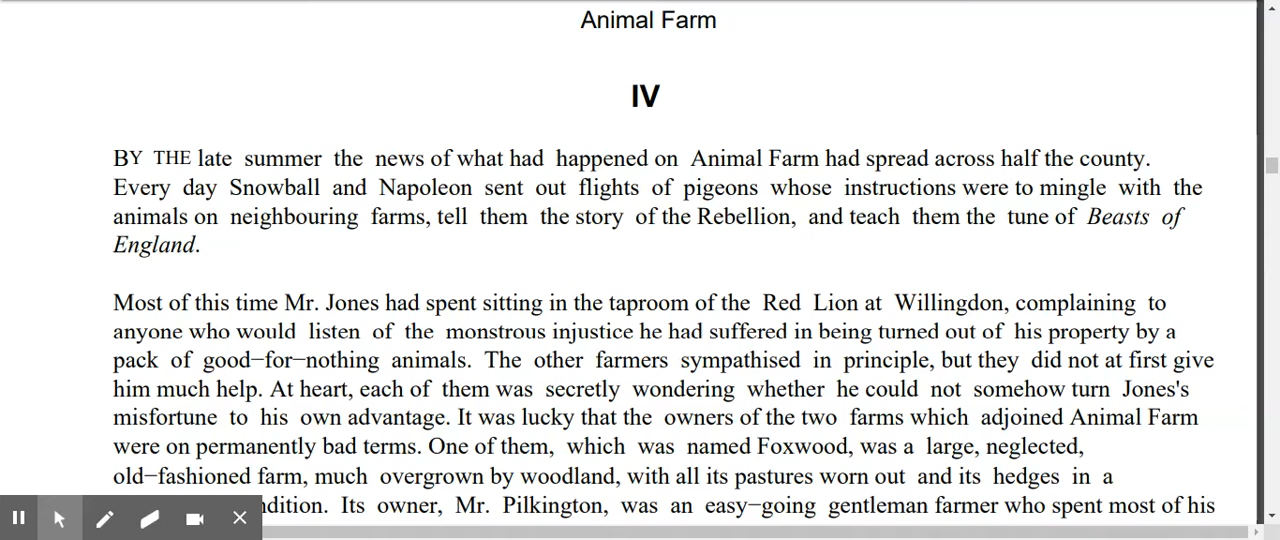 Animal Farm
IV
BY THE late summer the news of what had happened on Animal Farm had spread across half the county.
Every day Snowball and Napoleon sent out flights of pigeons whose instructions were to mingle with the
animals on neighbouring farms, tell them the story of the Rebellion, and teach them the tune of Beasts of
England.
Most of this time Mr. Jones had spent sitting in the taproom of the Red Lion at Willingdon, complaining to
anyone who would listen of the monstrous injustice he had suffered in being turned out of his property by a
pack of good−for−nothing animals. The other farmers sympathised in principle, but they did not at first give
him much help. At heart, each of them was secretly wondering whether he could not somehow turn Jones's
misfortune to his own advantage. It was lucky that the owners of the two farms which adjoined Animal Farm
were on permanently bad terms. One of them, which was named Foxwood, was a large, neglected,
old−fashioned farm, much overgrown by woodland, with all its pastures worn out and its hedges in a
Its owner, Mr. Pilkington, was an easy−going gentleman farmer who spent most of his